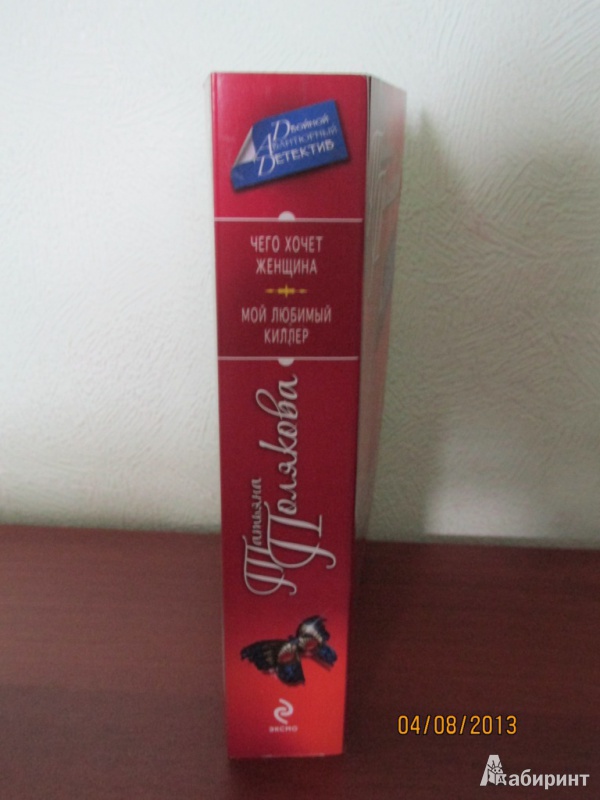 Двойной
Авантюрный
Детектив
ЧЕГО ХОЧЕТ
ЖЕНЩИНА
МОЙ ЛЮБИМЫЙ
КИЛЛЕР
Татьяна
Полякова
ЭКСМО
04/08/2013
Лабиринт